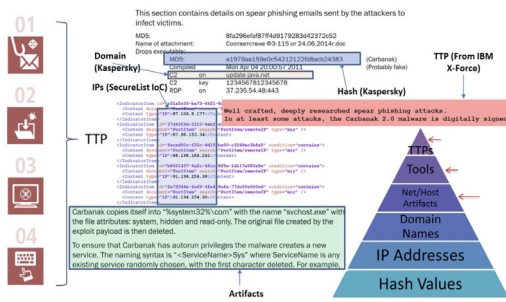 This section contains details on spear phishing emails sent by the attackers to
infect victims.
MD5: 8fa296efaf87ff4d9179283d42372c52
Name of attachment: Соотвествие ФЗ-115 от 24.06.2014г.doc
Drops executable:
MD5: a1979aa159e0c54212122fd8acb24383 (Carbanak)
Compiled Mon Apr 04 20:00:57 2011 (Probably fake)
C2 on update-java.net
C2 key 1234567812345678
RDP on 37.235.54.48:443
Domain
(Kaspersky)
IPs (SecureList IoC)
Hash (Kaspersky)
TTP (From IBM
X-Force)
Well crafted, deeply researched spear phishing attacks.
In at least some attacks, the Carbanak 2.0 malware is digitally signed
01
02
03
04
TTP
Carbanak copies itself into "%system32%\com" with the name "svchost.exe" with
the file attributes: system, hidden and read-only. The original file created by the
exploit payload is then deleted.
To ensure that Carbanak has autorun privileges the malware creates a new
service. The naming syntax is "<ServiceName>Sys" where ServiceName is any
existing service randomly chosen, with the first character deleted. For example,
Artifacts
TTPs
Tools
Net/Host
Artifacts
Domain
Names
IP Addresses
Hash Values